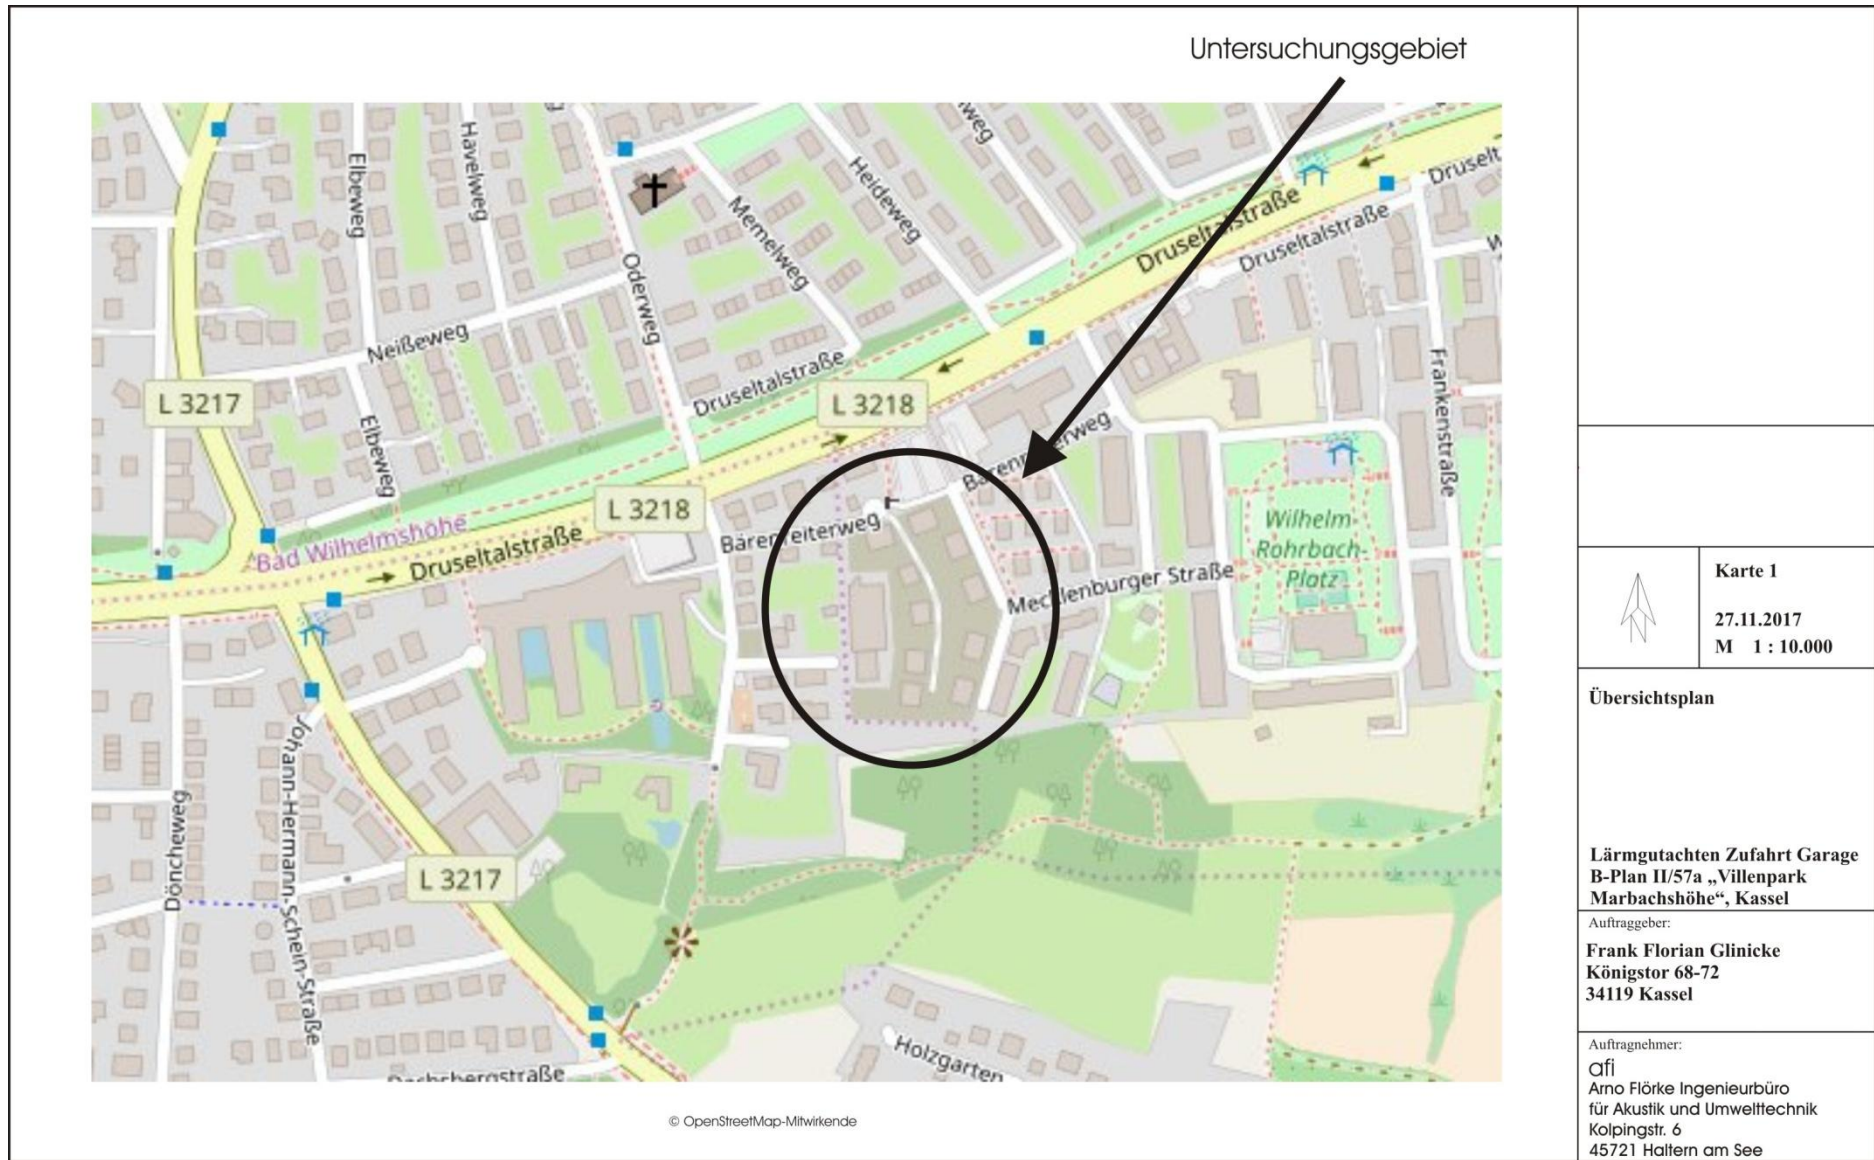 Untersuchungsgebiet
Elbeweg
Havelweg
Memelweg
Heideweg
Oderweg
Neißeweg
Elbeweg
Druseltalstraße
Druseltalstraße
Druseltalstraße
L 3217
L 3218
L 3218
Bad Wilhelmshöhe
Druseltalstraße
Bärenreiterweg
Mecklenburger Straße
Wilhelm-
Rohrbach-
Platz
Frankenstraße
Döncheweg
Johann-Hermann-Schein-Straße
L 3217
Holzgarten
© OpenStreetMap-Mitwirkende
Karte 1
27.11.2017
M 1 : 10.000
N
Übersichtsplan
Lärmgutachten Zufahrt Garage
B-Plan II/57a „Villenpark
Marbachshöhe“, Kassel
Auftraggeber:
Frank Florian Glinicke
Königstor 68-72
34119 Kassel
Auftragnehmer:
afi
Arno Flörke Ingenieurbüro
für Akustik und Umwelttechnik
Kolpingstr. 6
45721 Haltern am See